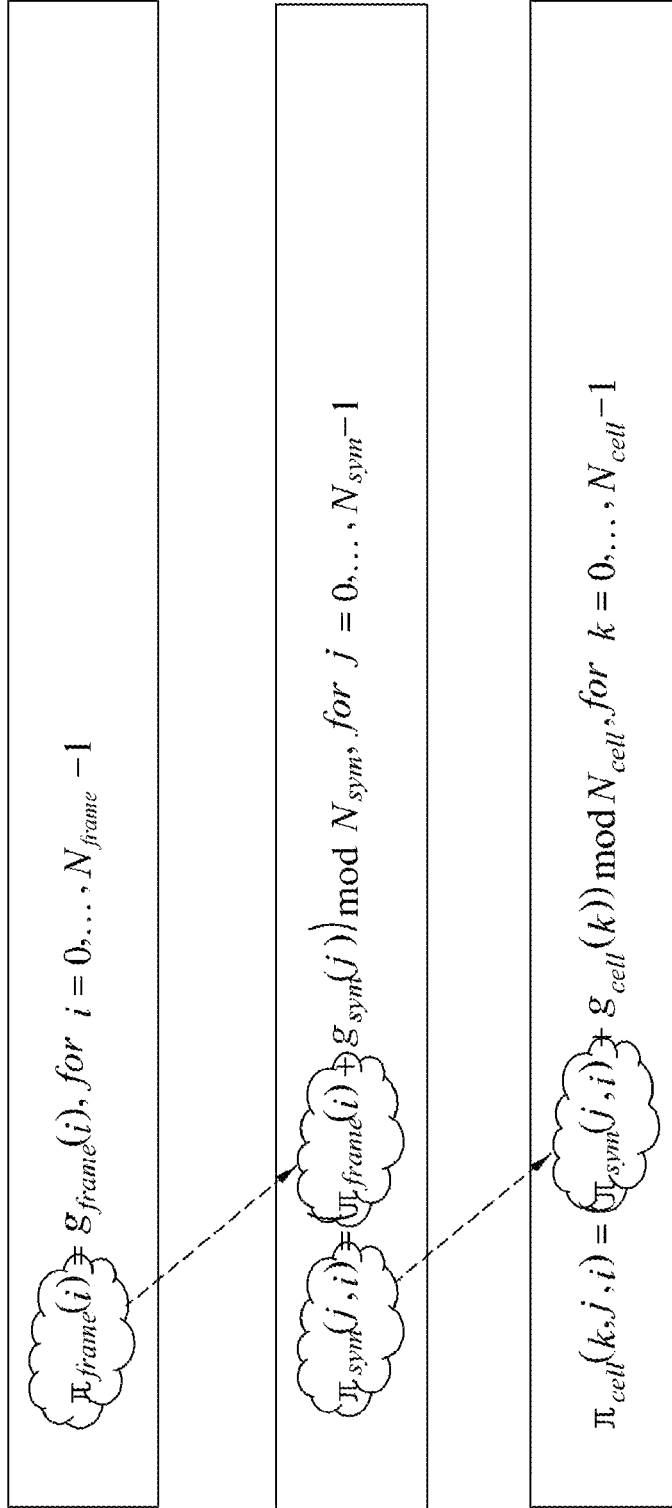 π_frame(i) = g_frame(i), for i = 0,..., N_frame −1
π_sym(j,i) = (π_frame(i) + g_sym(j)) mod N_sym, for j = 0,..., N_sym −1
π_cell(k,j,i) = (π_sym(j,i) + g_cell(k)) mod N_cell, for k = 0,..., N_cell −1